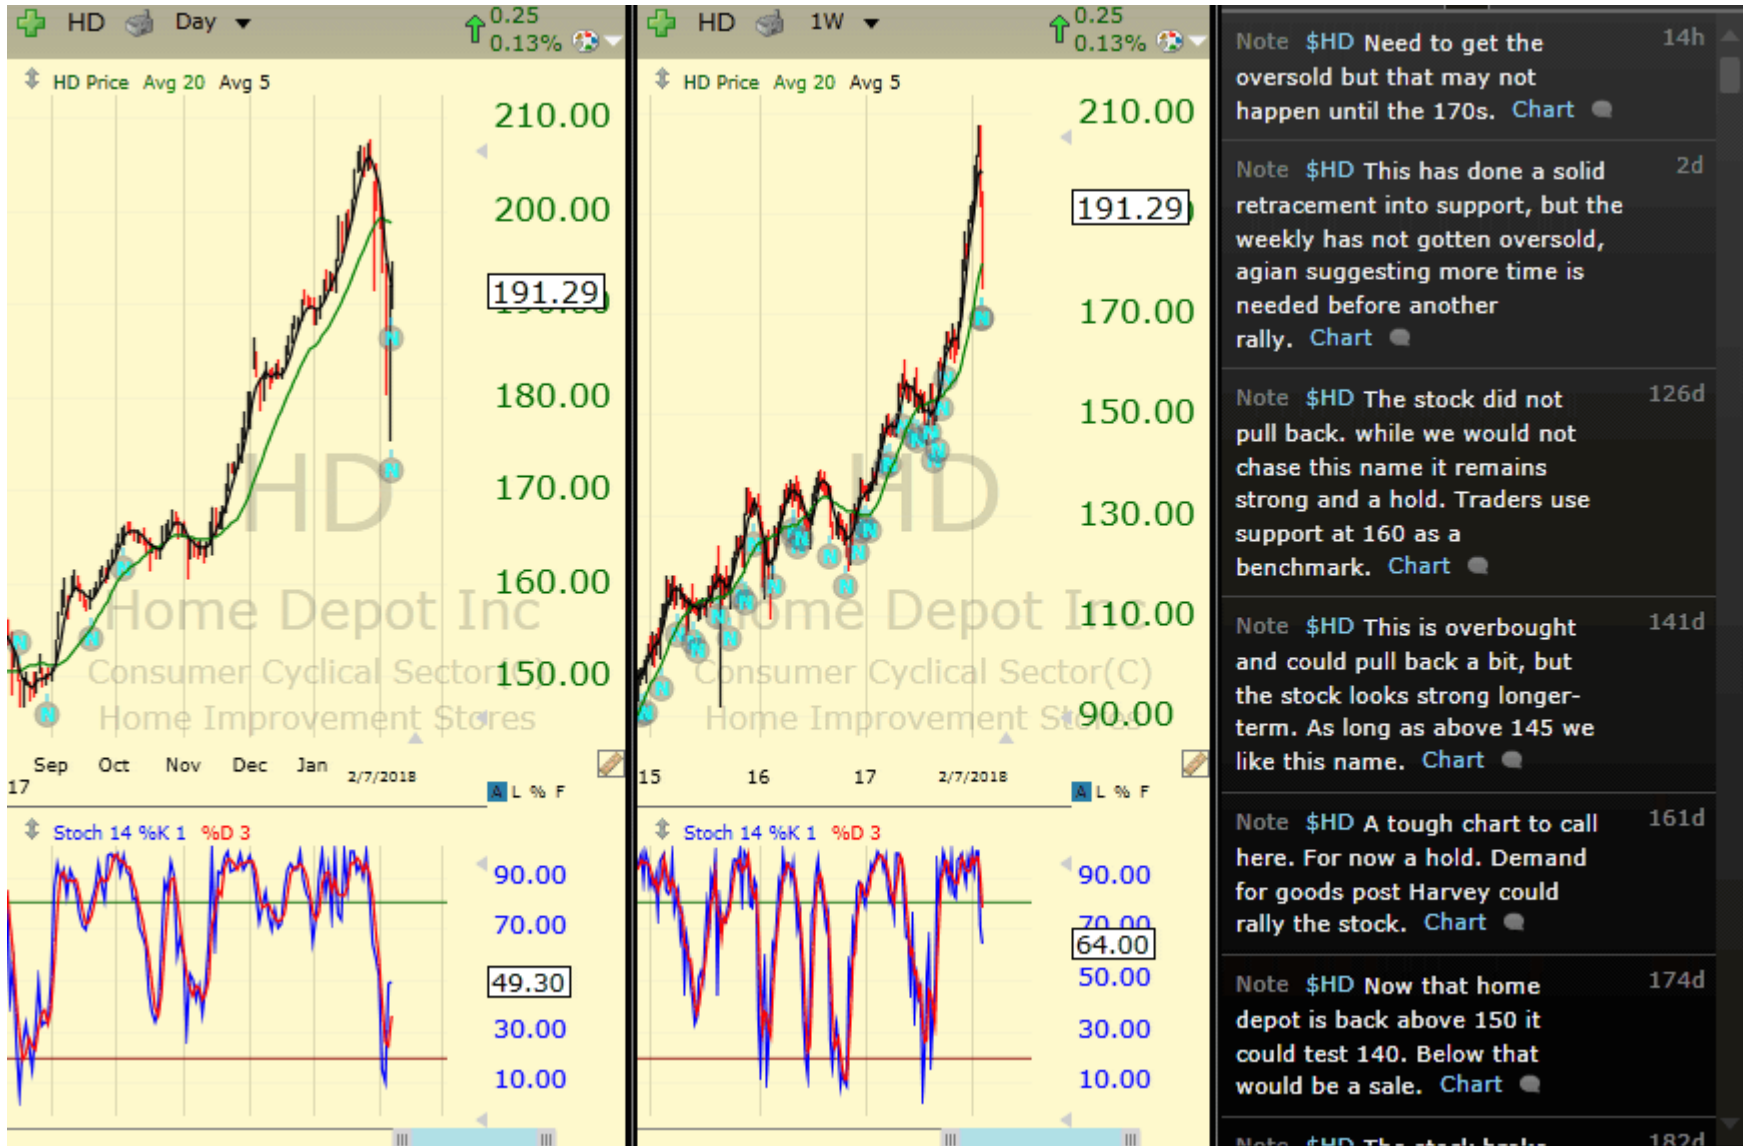 HD Day 0.25
0.13%
HD Price Avg 20 Avg 5
210.00
200.00
191.29
180.00
170.00
160.00
150.00
HD
Home Depot Inc
Consumer Cyclical Sector(C)
Home Improvement Stores
Sep Oct Nov Dec Jan 2/7/2018
17
A L % F
Stoch 14 %K 1 %D 3
90.00
70.00
49.30
30.00
10.00
HD 1W 0.25
0.13%
HD Price Avg 20 Avg 5
210.00
191.29
170.00
150.00
130.00
110.00
90.00
HD
Home Depot Inc
Consumer Cyclical Sector(C)
Home Improvement Stores
15 16 17 2/7/2018
A L % F
Stoch 14 %K 1 %D 3
90.00
70.00
64.00
50.00
30.00
10.00
Note $HD Need to get the 14h
oversold but that may not
happen until the 170s. Chart
Note $HD This has done a solid 2d
retracement into support, but the
weekly has not gotten oversold,
agian suggesting more time is
needed before another
rally. Chart
Note $HD The stock did not 126d
pull back. while we would not
chase this name it remains
strong and a hold. Traders use
support at 160 as a
benchmark. Chart
Note $HD This is overbought 141d
and could pull back a bit, but
the stock looks strong longer-
term. As long as above 145 we
like this name. Chart
Note $HD A tough chart to call 161d
here. For now a hold. Demand
for goods post Harvey could
rally the stock. Chart
Note $HD Now that home 174d
depot is back above 150 it
could test 140. Below that
would be a sale. Chart
Note $HD The stock broke 182d